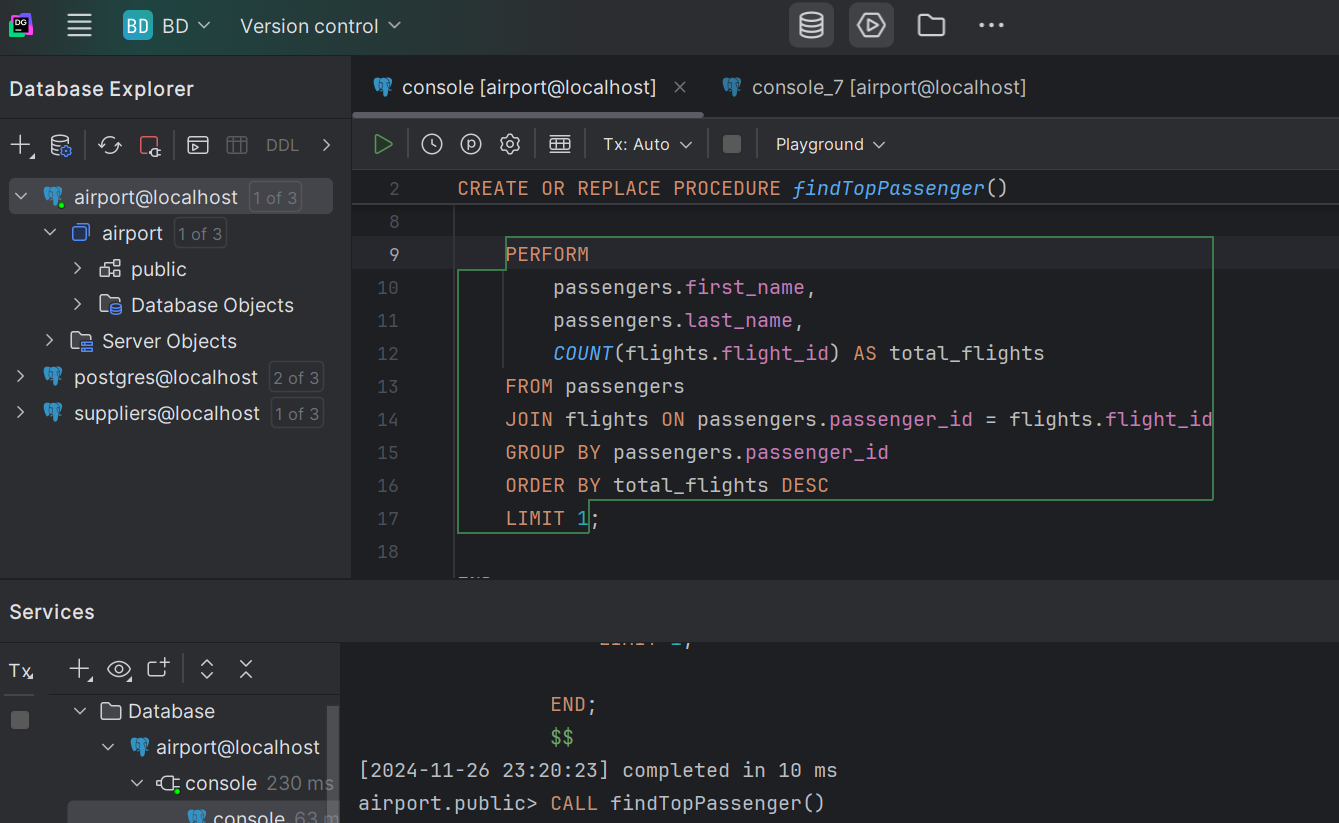 DG
BD BD Version control
Database Explorer
console [airport@localhost]
console_7 [airport@localhost]
DDL
Tx: Auto
Playground
airport@localhost 1 of 3
airport 1 of 3
public
Database Objects
Server Objects
postgres@localhost 2 of 3
suppliers@localhost 1 of 3
2 CREATE OR REPLACE PROCEDURE findTopPassenger()
8
9 PERFORM
10 passengers.first_name,
11 passengers.last_name,
12 COUNT(flights.flight_id) AS total_flights
13 FROM passengers
14 JOIN flights ON passengers.passenger_id = flights.flight_id
15 GROUP BY passengers.passenger_id
16 ORDER BY total_flights DESC
17 LIMIT 1;
18
Services
Tx
Database
airport@localhost
console 230 ms
console 63 m
END;
$$
[2024-11-26 23:20:23] completed in 10 ms
airport.public> CALL findTopPassenger()